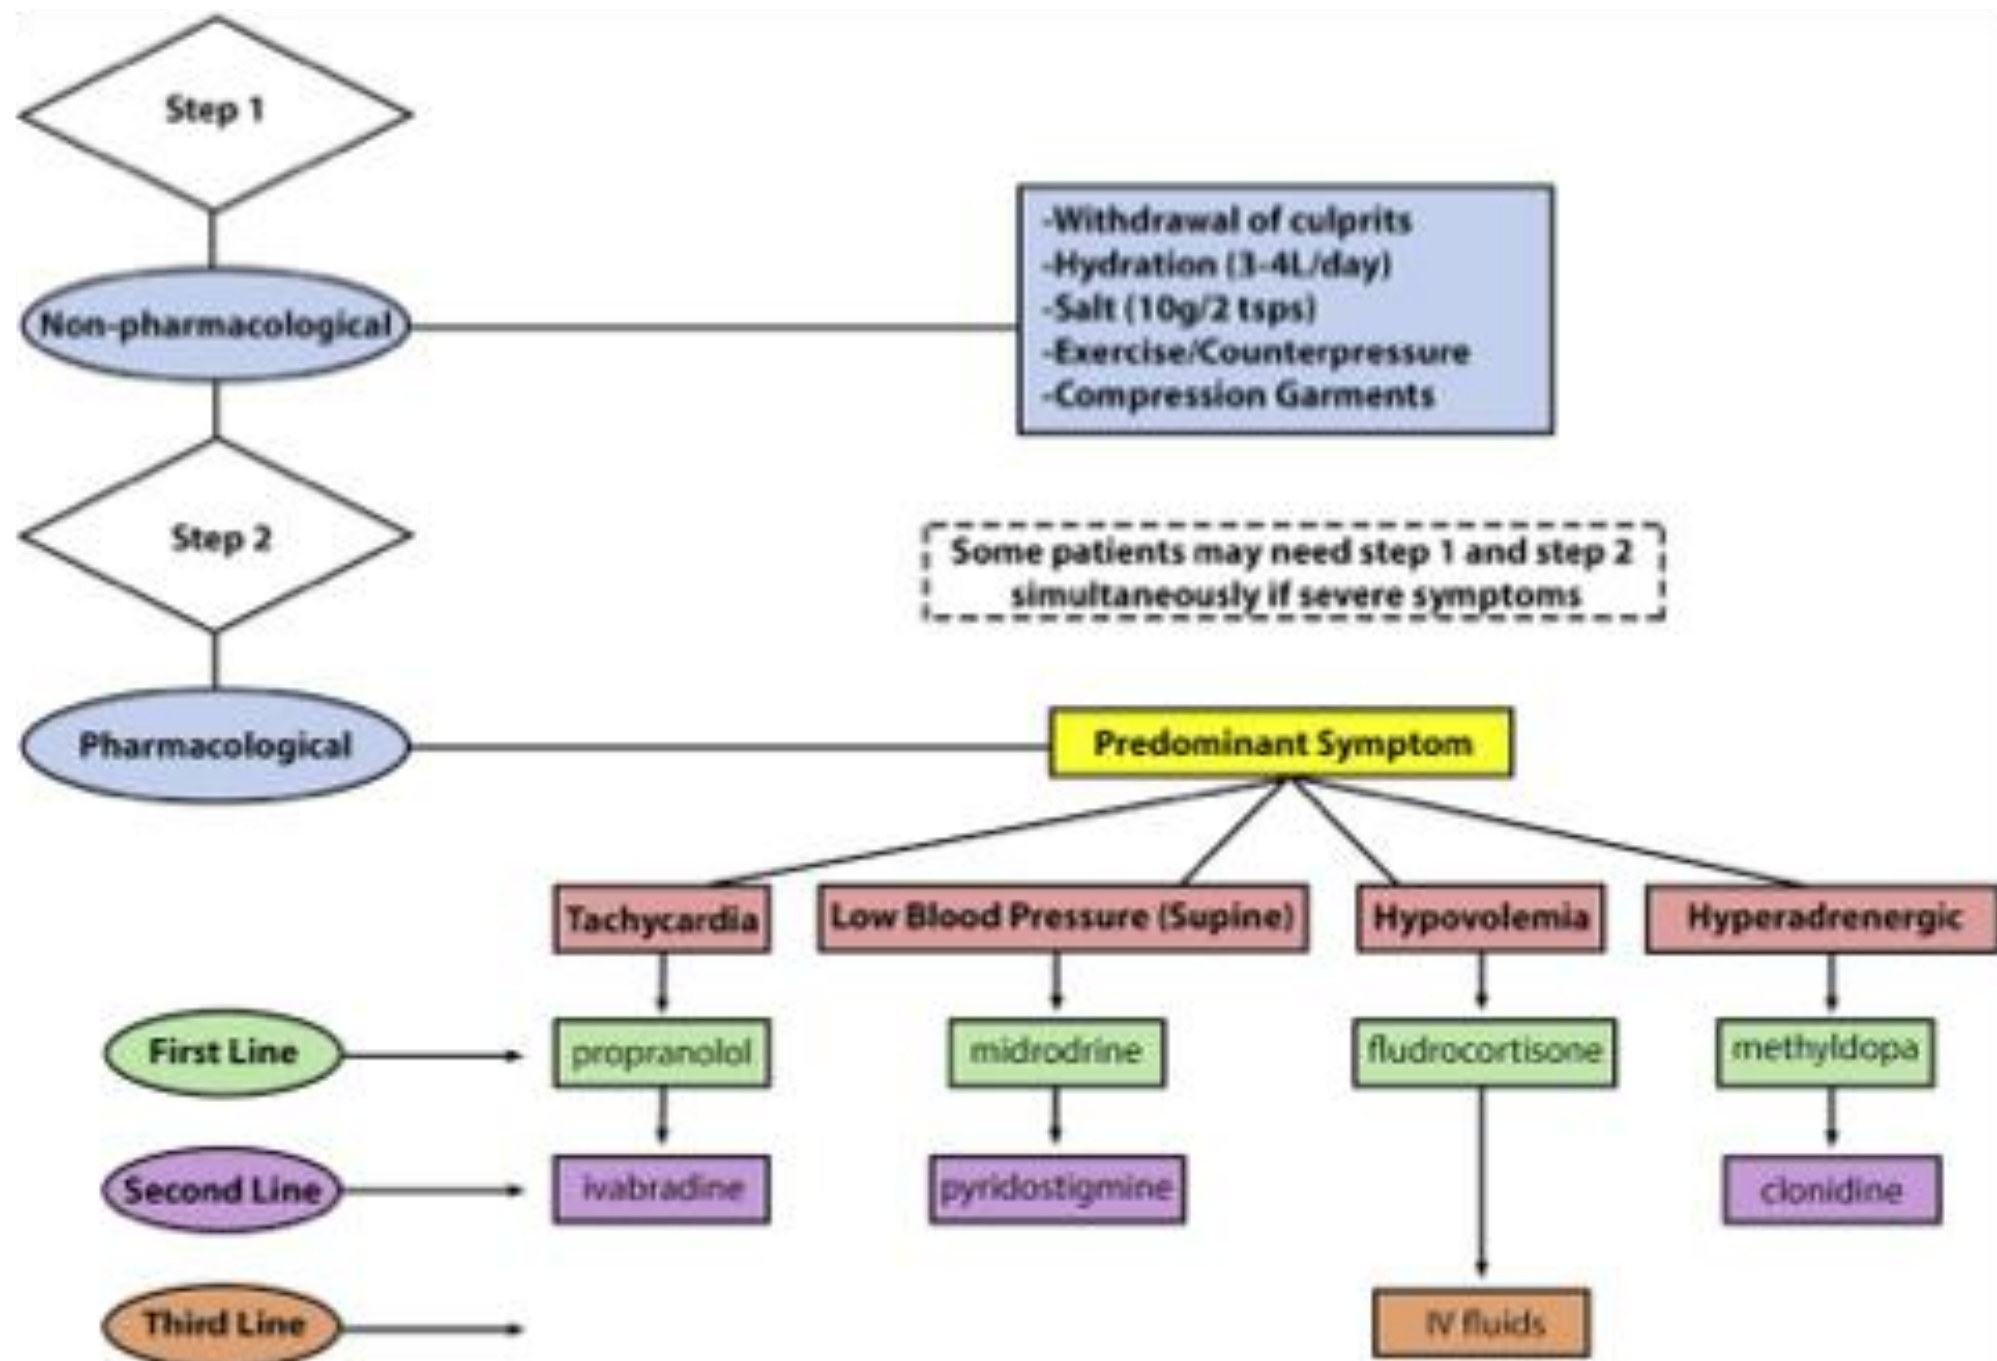 Step 1
Non-pharmacological
-Withdrawal of culprits
-Hydration (3-4L/day)
-Salt (10g/2 tsps)
-Exercise/Counterpressure
-Compression Garments
Step 2
Some patients may need step 1 and step 2
simultaneously if severe symptoms
Pharmacological
Predominant Symptom
Tachycardia
Low Blood Pressure (Supine)
Hypovolemia
Hyperadrenergic
First Line
propranolol
midrodrine
fludrocortisone
methyldopa
Second Line
ivabradine
pyridostigmine
clonidine
Third Line
IV fluids